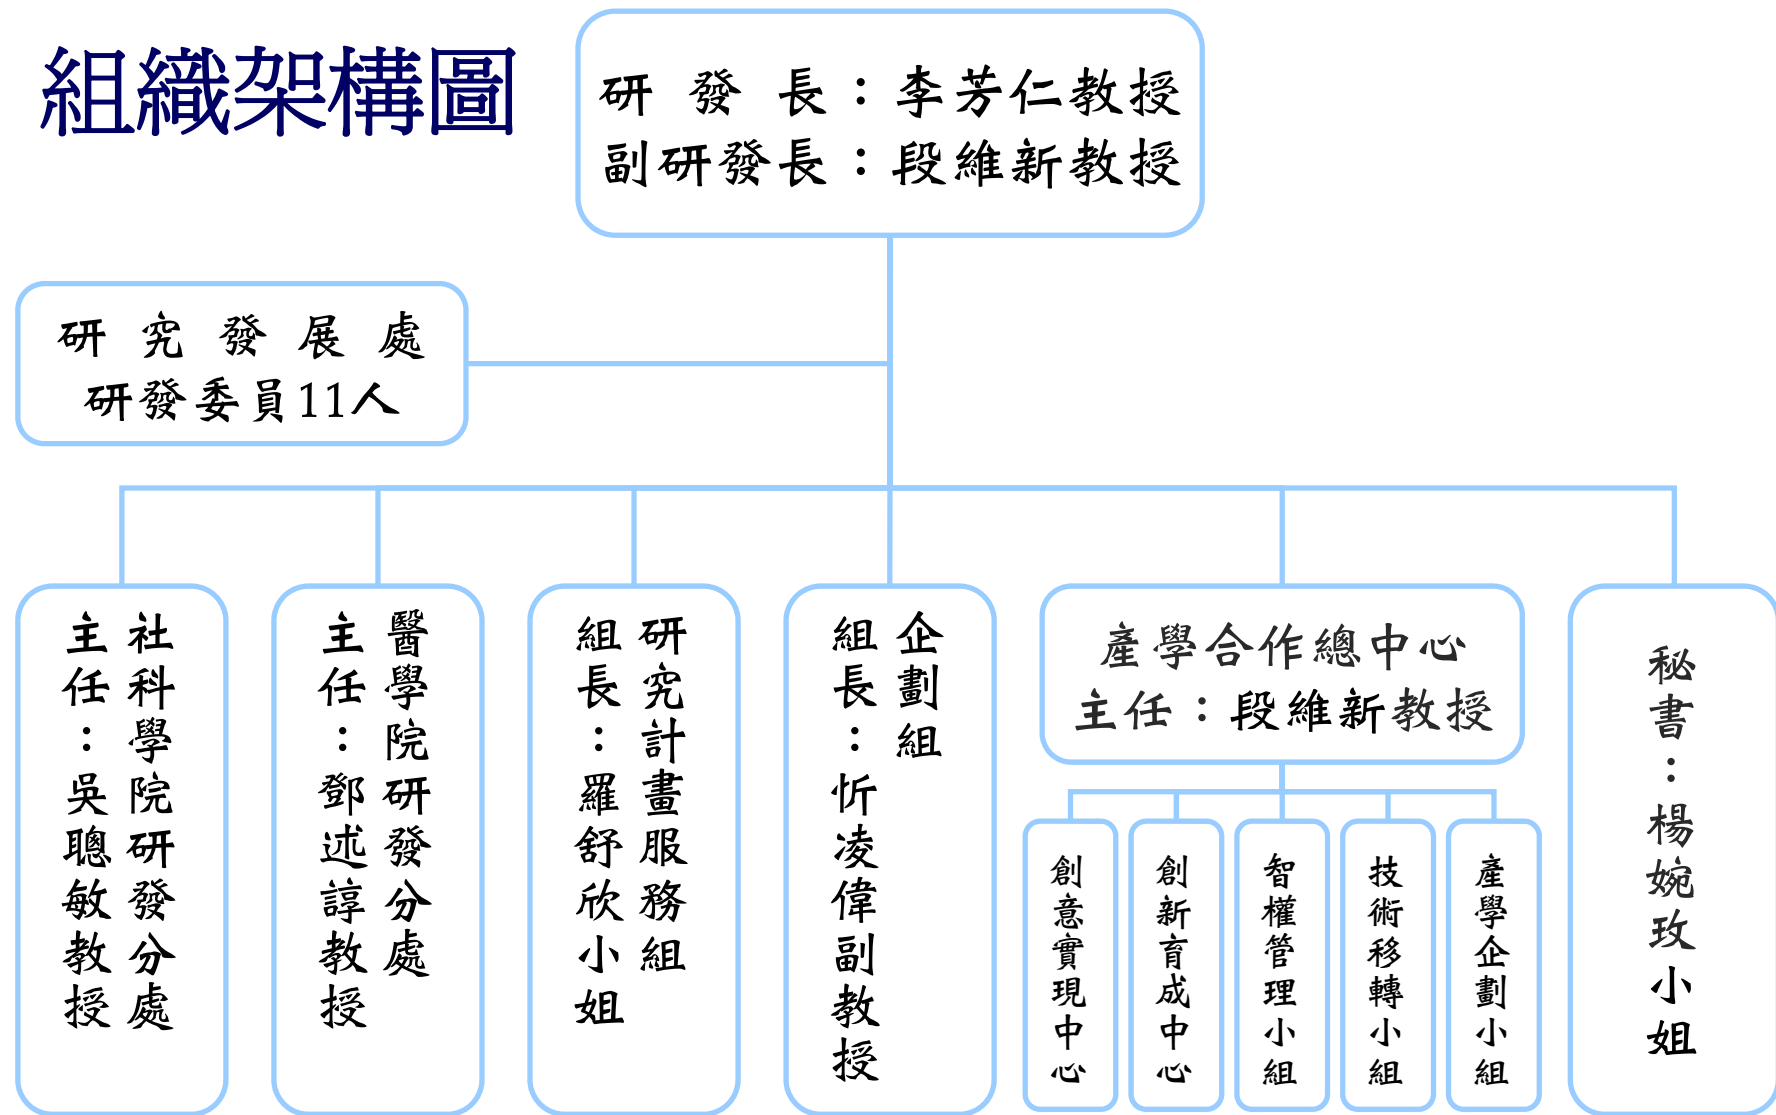 組織架構圖
研 發 長：李芳仁教授
副研發長：段維新教授
研 究 發 展 處
研發委員11人
社科學院研發分處
主任：吳聰敏教授
醫學院研發分處
主任：鄧述諄教授
研究計畫服務組
組長：羅舒欣小姐
企劃組
組長：忻凌偉副教授
產學合作總中心
主任：段維新教授
創意實現中心
創新育成中心
智權管理小組
技術移轉小組
產學企劃小組
秘書：楊婉玫小姐